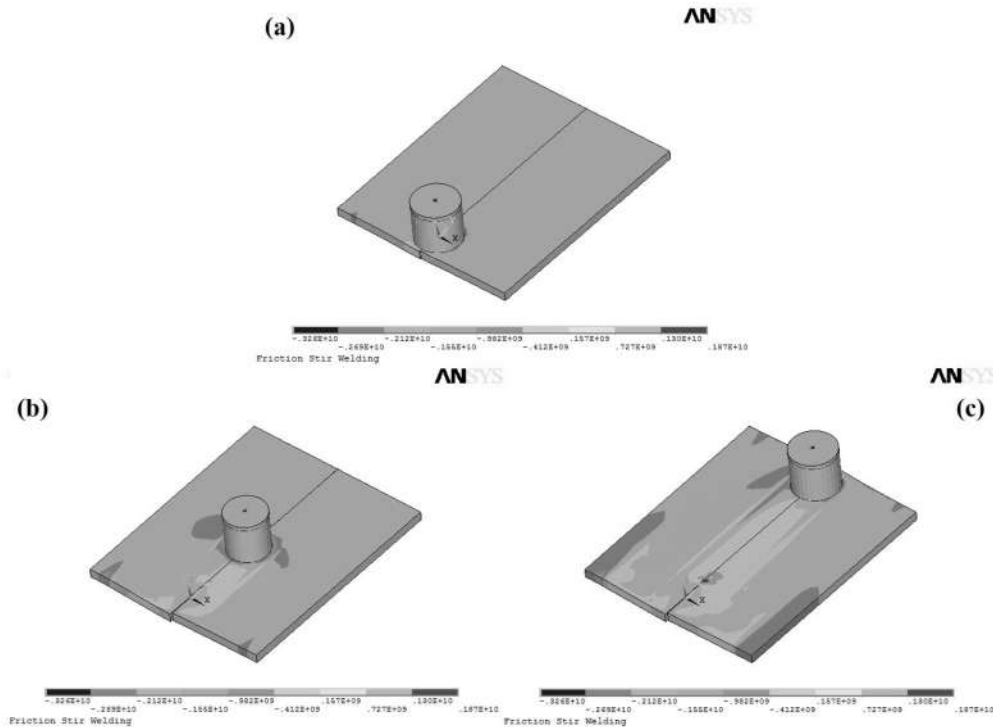 (a)
ANSYS
X
-.326E+10 -.212E+10 -.982E+09 .157E+09 .130E+10
-.269E+10 -.155E+10 -.412E+09 .727E+09 .187E+10
Friction Stir Welding
ANSYS
ANSYS
(b)
(c)
X
X
-.326E+10 -.212E+10 -.982E+09 .157E+09 .130E+10
-.269E+10 -.155E+10 -.412E+09 .727E+09 .187E+10
Friction Stir Welding
-.326E+10 -.212E+10 -.982E+09 .157E+09 .130E+10
-.269E+10 -.155E+10 -.412E+09 .727E+09 .187E+10
Friction Stir Welding